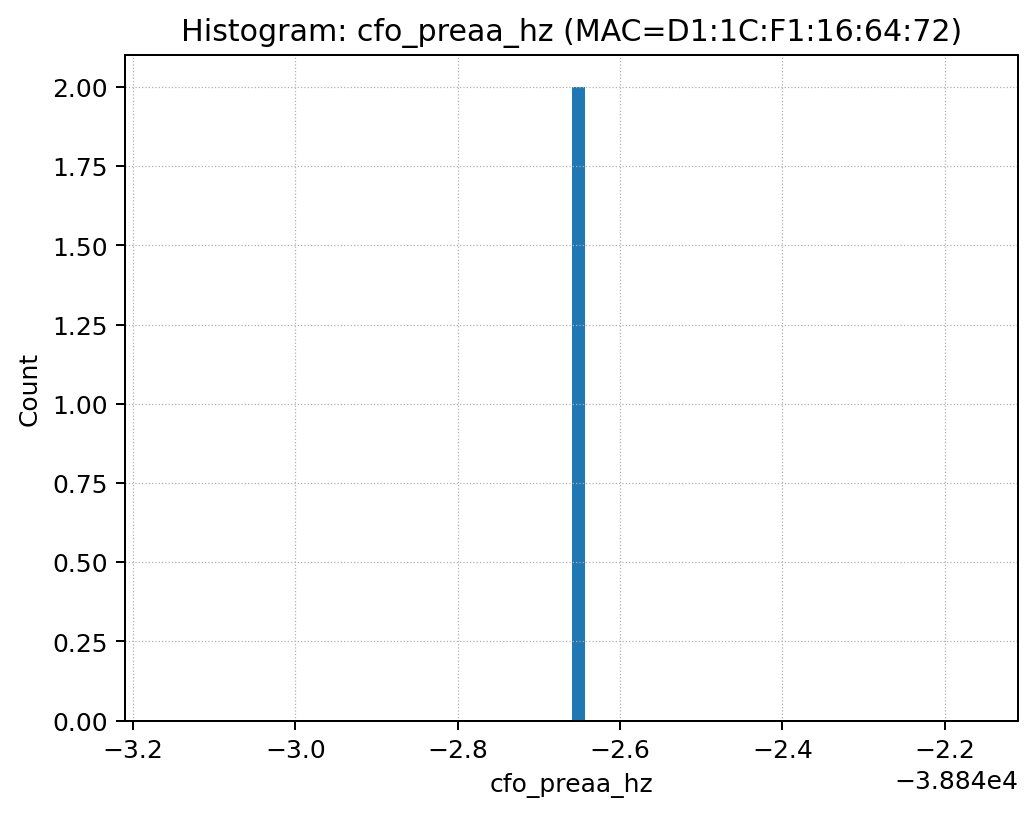 Histogram: cfo_preaa_hz (MAC=D1:1C:F1:16:64:72)
2.00
1.75
1.50
1.25
1.00
0.75
0.50
0.25
0.00
Count
−3.2 −3.0 −2.8 −2.6 −2.4 −2.2
cfo_preaa_hz
−3.884e4